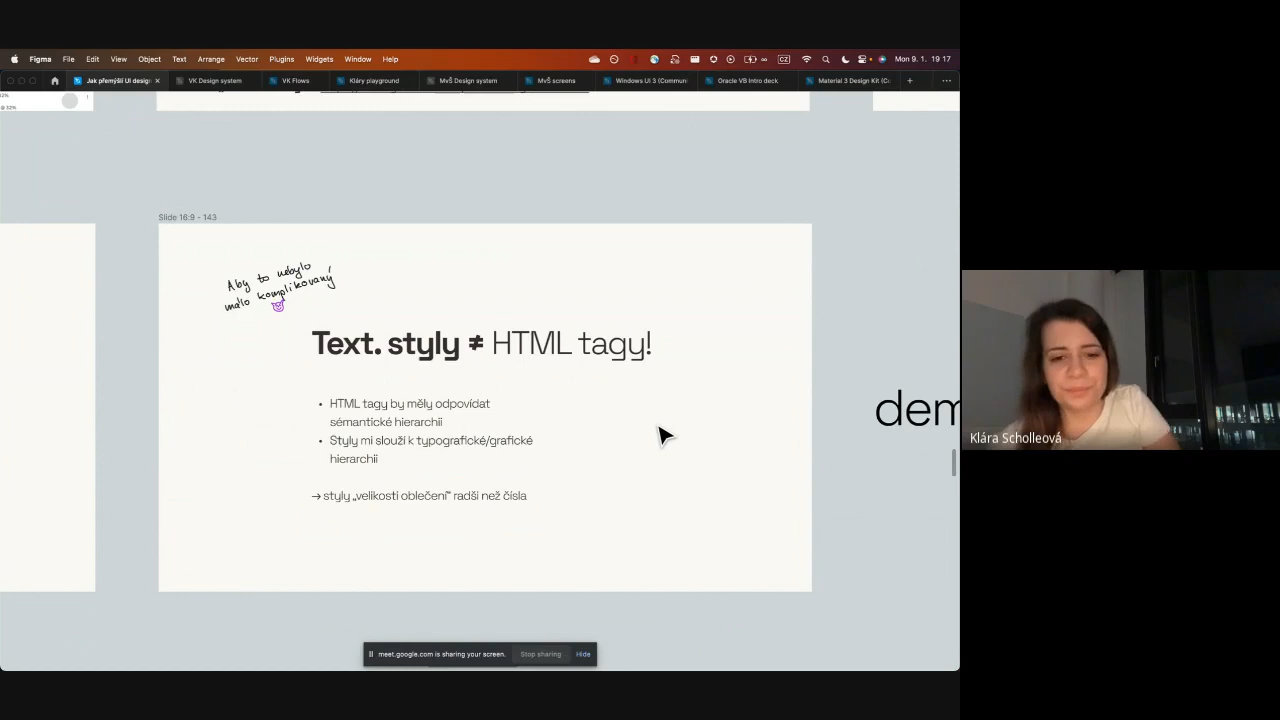 Figma File Edit View Object Text Arrange Vector Plugins Widgets Window Help CZ Mon 9. 1. 19 17
Jak přemýšlí UI design VK Design system VK Flows Kláry playground MvŠ Design system MvŠ screens Windows UI 3 (Commun Oracle VB Intro deck Material 3 Design Kit (Co
@ 32%
Slide 16:9 - 143
Aby to nebylo
málo komplikovaný
Text. styly ≠ HTML tagy!
• HTML tagy by měly odpovídat
sémantické hierarchii
• Styly mi slouží k typografické/grafické
hierarchii
→ styly „velikosti oblečení" radši než čísla
dem
Klára Scholleová
meet.google.com is sharing your screen. Stop sharing Hide